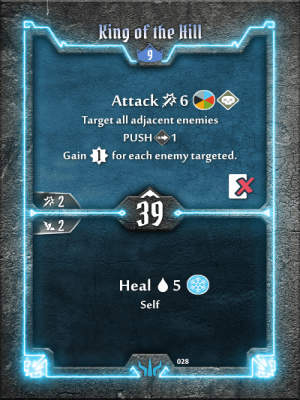 King of the Hill
9
Attack 6
Target all adjacent enemies
PUSH 1
Gain 1 for each enemy targeted.
2
2
39
Heal 5
Self
028